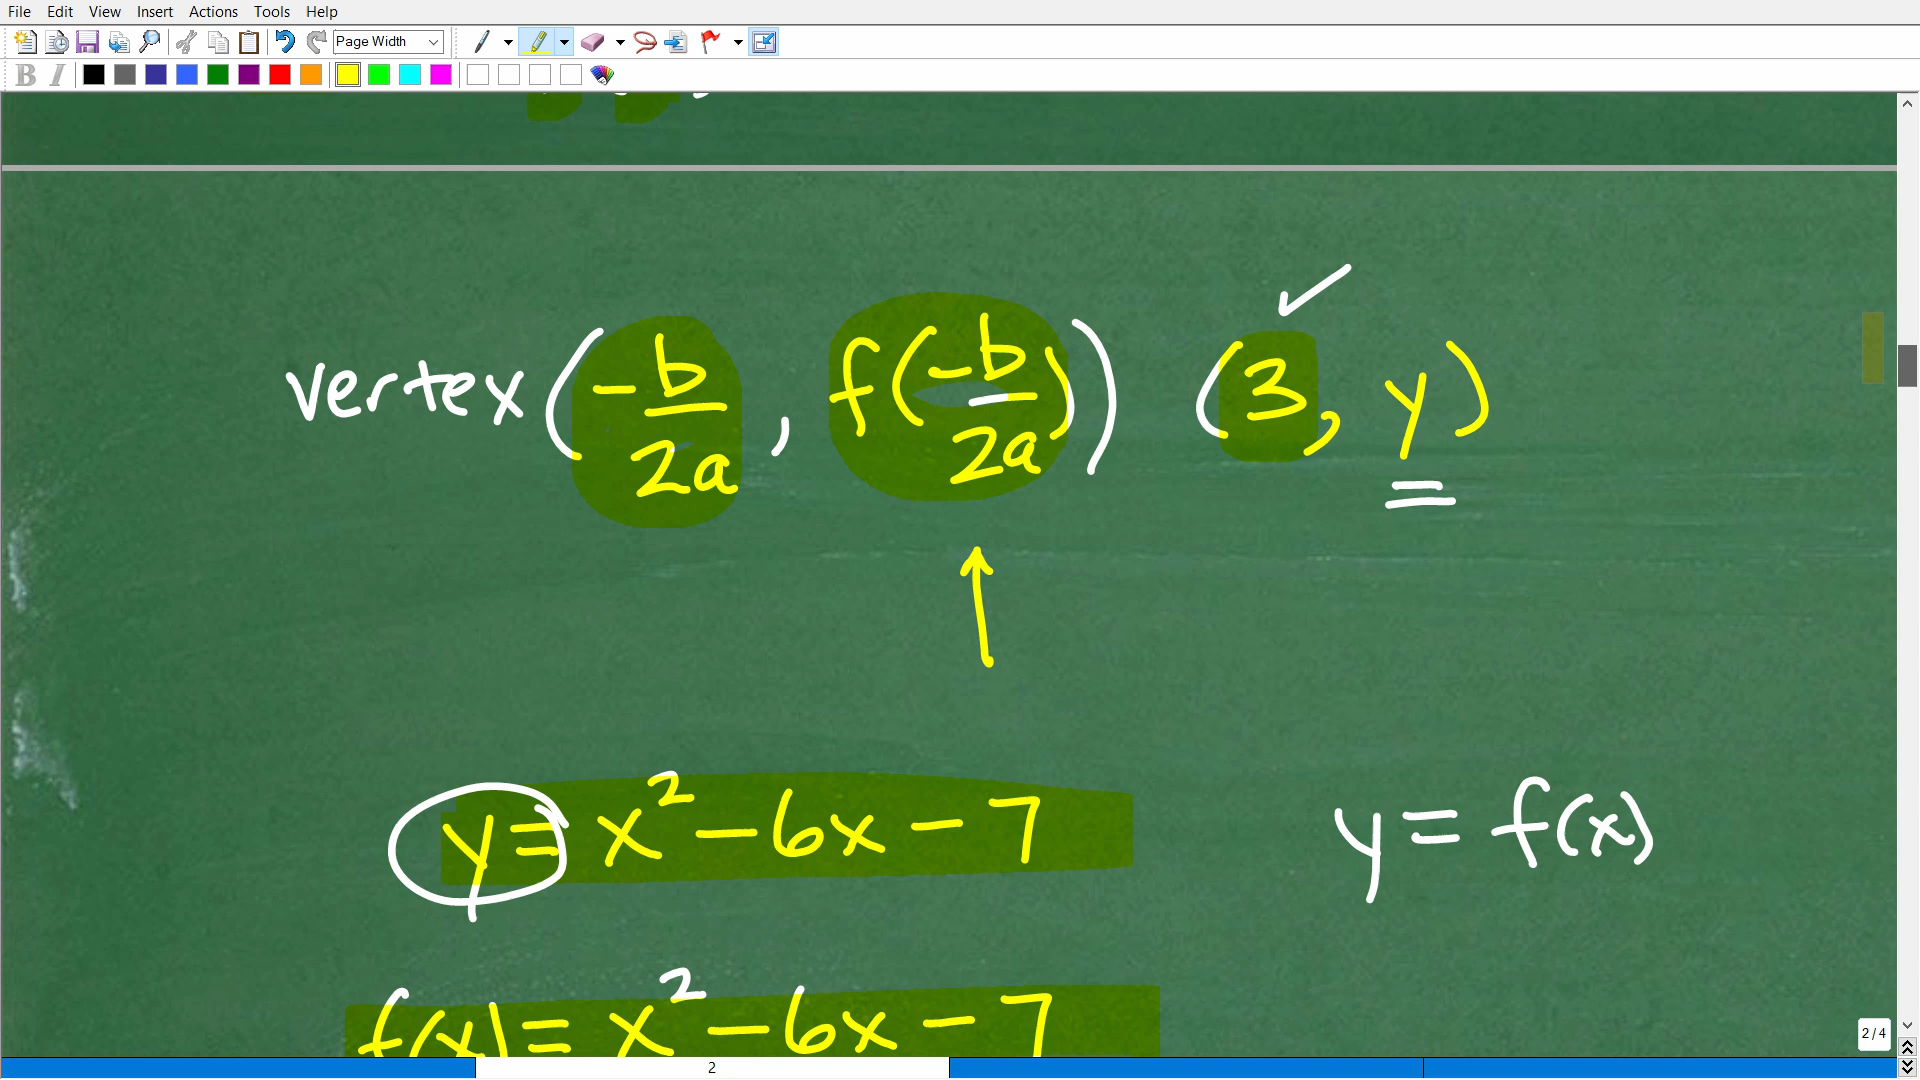 File Edit View Insert Actions Tools Help
Page Width
B I
vertex (-b/2a, f(-b/2a)) (3, y)
y = x² - 6x - 7 y = f(x)
f(x) = x² - 6x - 7
2 / 4
2